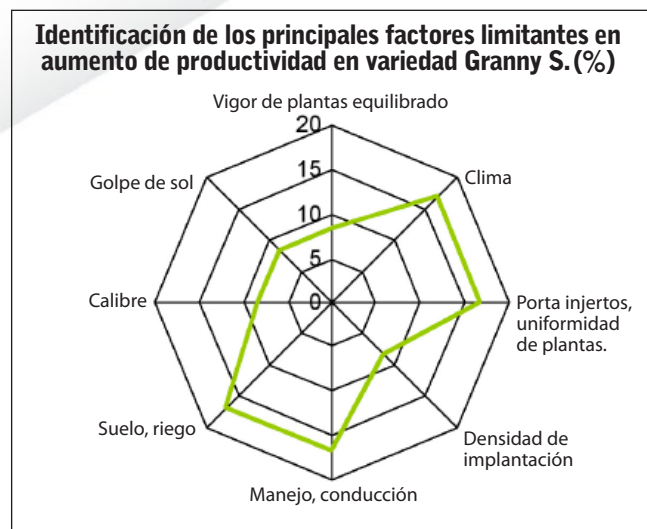 Identificación de los principales factores limitantes en
aumento de productividad en variedad Granny S.(%)
Vigor de plantas equilibrado
20
15
10
5
0
Clima
Porta injertos,
uniformidad
de plantas.
Densidad de
implantación
Manejo, conducción
Suelo, riego
Calibre
Golpe de sol